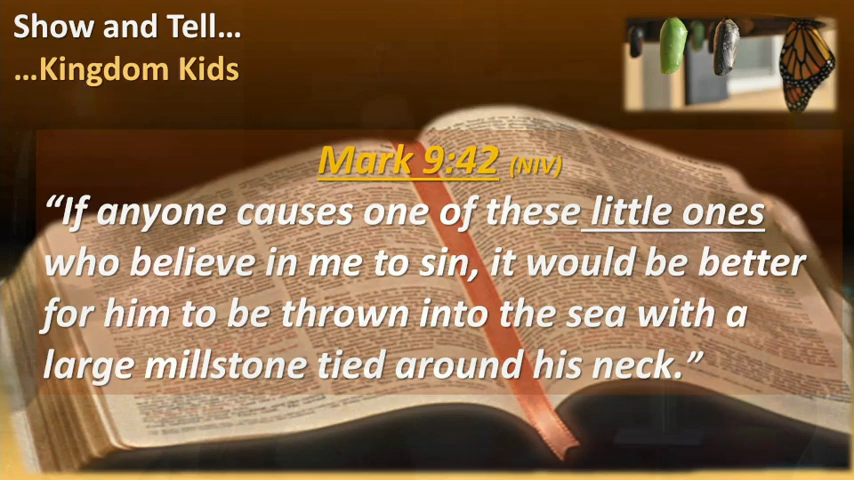 Show and Tell…
…Kingdom Kids
Mark 9:42 (NIV)
“If anyone causes one of these little ones
who believe in me to sin, it would be better
for him to be thrown into the sea with a
large millstone tied around his neck.”